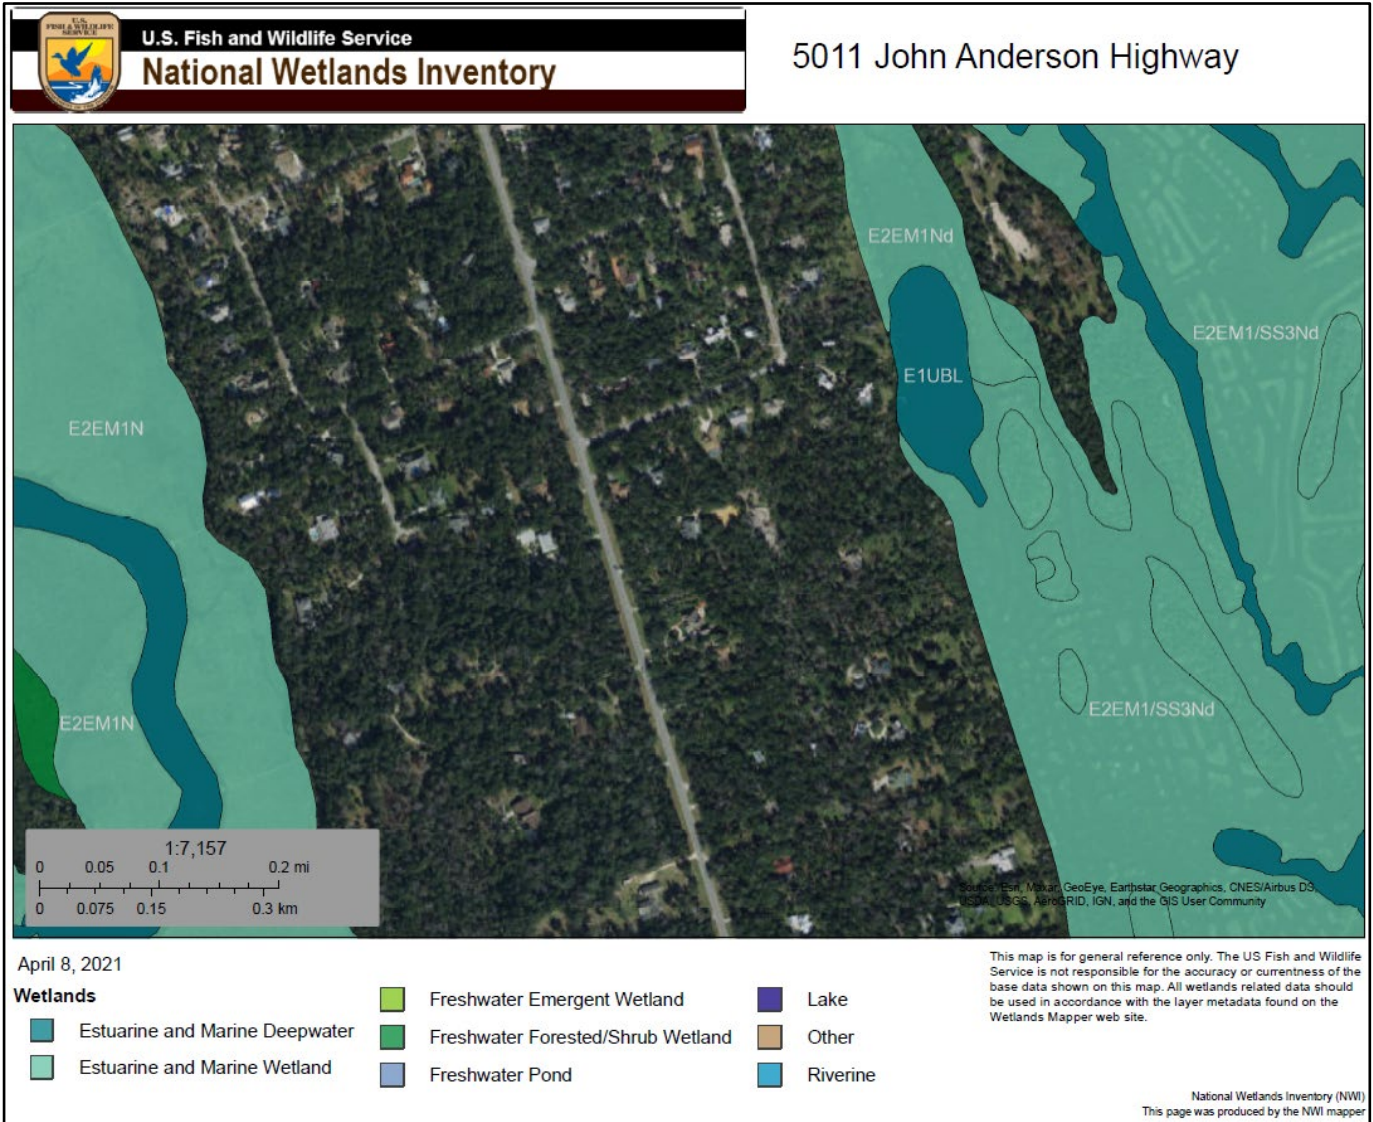 U.S.
FISH & WILDLIFE
SERVICE
U.S. Fish and Wildlife Service
National Wetlands Inventory
5011 John Anderson Highway
E2EM1Nd
E2EM1/SS3Nd
E1UBL
E2EM1N
E2EM1N
E2EM1/SS3Nd
1:7,157
0 0.05 0.1 0.2 mi
0 0.075 0.15 0.3 km
Source: Esri, Maxar, GeoEye, Earthstar Geographics, CNES/Airbus DS,
USDA, USGS, AeroGRID, IGN, and the GIS User Community
April 8, 2021
Wetlands
Estuarine and Marine Deepwater
Estuarine and Marine Wetland
Freshwater Emergent Wetland
Freshwater Forested/Shrub Wetland
Freshwater Pond
Lake
Other
Riverine
This map is for general reference only. The US Fish and Wildlife
Service is not responsible for the accuracy or currentness of the
base data shown on this map. All wetlands related data should
be used in accordance with the layer metadata found on the
Wetlands Mapper web site.
National Wetlands Inventory (NWI)
This page was produced by the NWI mapper